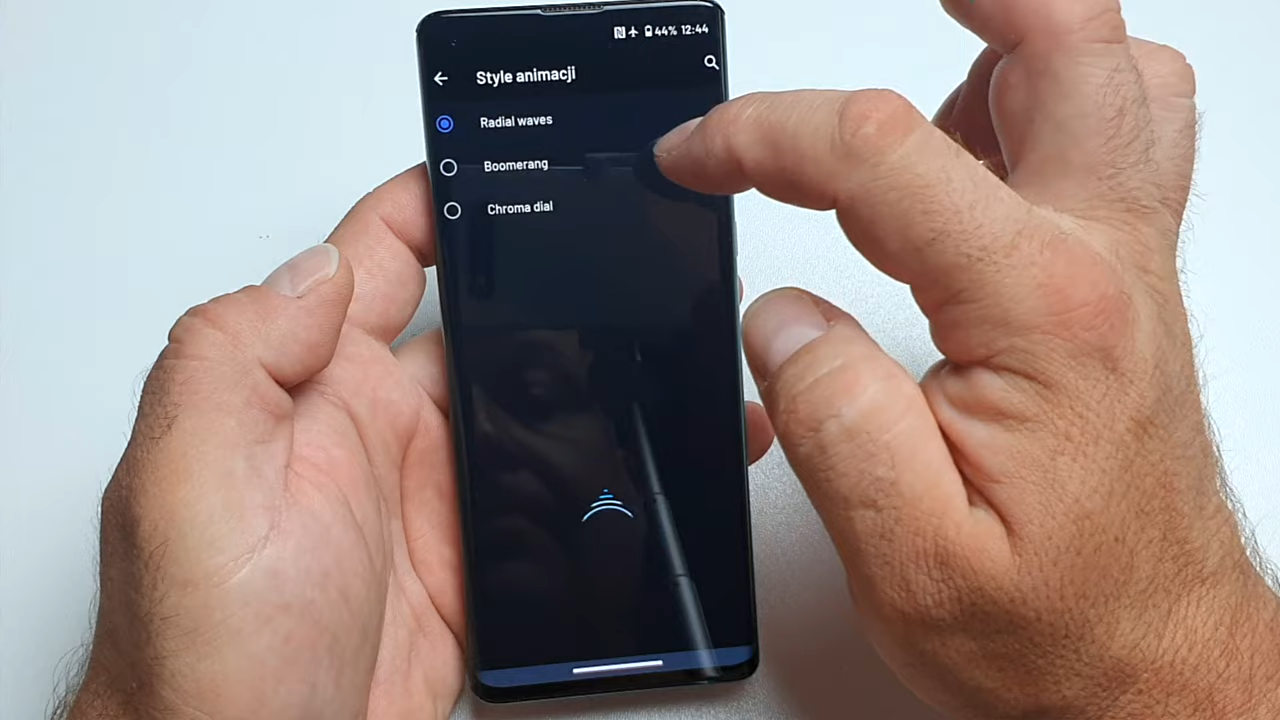 44% 12:44
Style animacji
Radial waves
Boomerang
Chroma dial